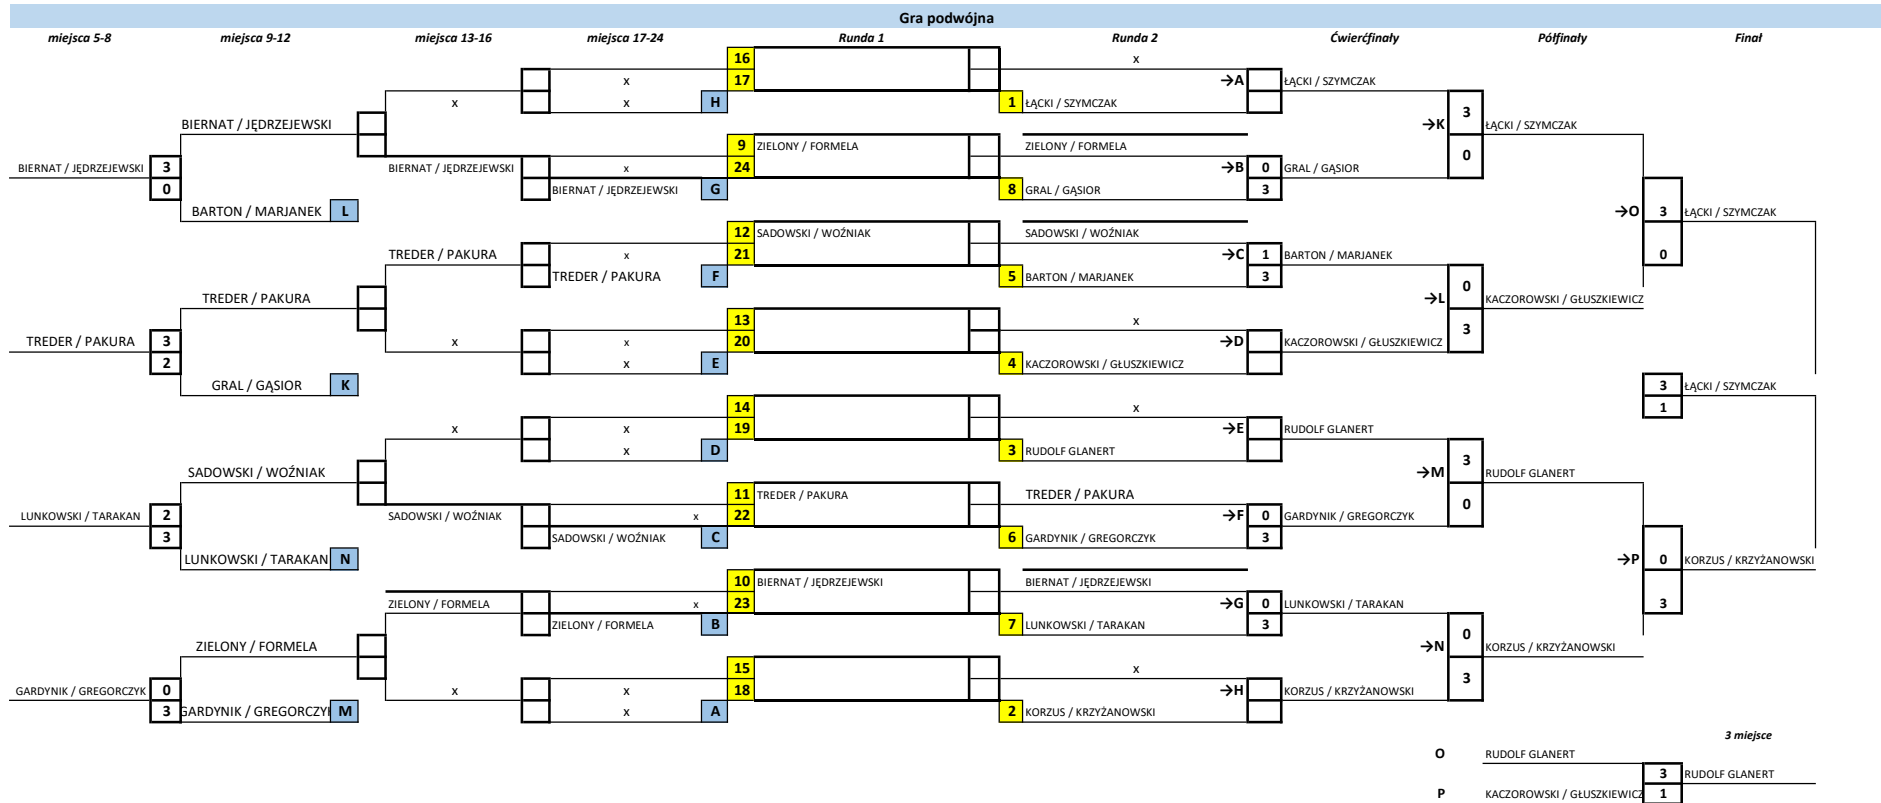 Gra podwójna
miejsca 5-8 miejsca 9-12 miejsca 13-16 miejsca 17-24 Runda 1 Runda 2 Ćwierćfinały Półfinały Finał
16 x
x 17 →A ŁĄCKI / SZYMCZAK
x x H 1 ŁĄCKI / SZYMCZAK 3
BIERNAT / JĘDRZEJEWSKI →K ŁĄCKI / SZYMCZAK
9 ZIELONY / FORMELA ZIELONY / FORMELA 0
BIERNAT / JĘDRZEJEWSKI 3 BIERNAT / JĘDRZEJEWSKI x 24 →B 0 GRAL / GĄSIOR
0 BIERNAT / JĘDRZEJEWSKI G 8 GRAL / GĄSIOR 3
BARTON / MARJANEK L →O 3 ŁĄCKI / SZYMCZAK
12 SADOWSKI / WOŹNIAK SADOWSKI / WOŹNIAK
TREDER / PAKURA x 21 →C 1 BARTON / MARJANEK 0
TREDER / PAKURA F 5 BARTON / MARJANEK 3 0
TREDER / PAKURA →L KACZOROWSKI / GŁUSZKIEWICZ
13 x 3
TREDER / PAKURA 3 x x 20 →D KACZOROWSKI / GŁUSZKIEWICZ
2 x E 4 KACZOROWSKI / GŁUSZKIEWICZ
GRAL / GĄSIOR K 3 ŁĄCKI / SZYMCZAK
14 x 1
x x 19 →E RUDOLF GLANERT
x D 3 RUDOLF GLANERT 3
SADOWSKI / WOŹNIAK →M RUDOLF GLANERT
11 TREDER / PAKURA TREDER / PAKURA 0
LUNKOWSKI / TARAKAN 2 SADOWSKI / WOŹNIAK x 22 →F 0 GARDYNIK / GREGORCZYK
3 SADOWSKI / WOŹNIAK C 6 GARDYNIK / GREGORCZYK 3
LUNKOWSKI / TARAKAN N →P 0 KORZUS / KRZYŻANOWSKI
10 BIERNAT / JĘDRZEJEWSKI BIERNAT / JĘDRZEJEWSKI
ZIELONY / FORMELA x 23 →G 0 LUNKOWSKI / TARAKAN 3
ZIELONY / FORMELA B 7 LUNKOWSKI / TARAKAN 3 0
ZIELONY / FORMELA →N KORZUS / KRZYŻANOWSKI
15 x 3
GARDYNIK / GREGORCZYK 0 x x 18 →H KORZUS / KRZYŻANOWSKI
3 GARDYNIK / GREGORCZY M x A 2 KORZUS / KRZYŻANOWSKI
3 miejsce
O RUDOLF GLANERT
3 RUDOLF GLANERT
P KACZOROWSKI / GŁUSZKIEWICZ 1